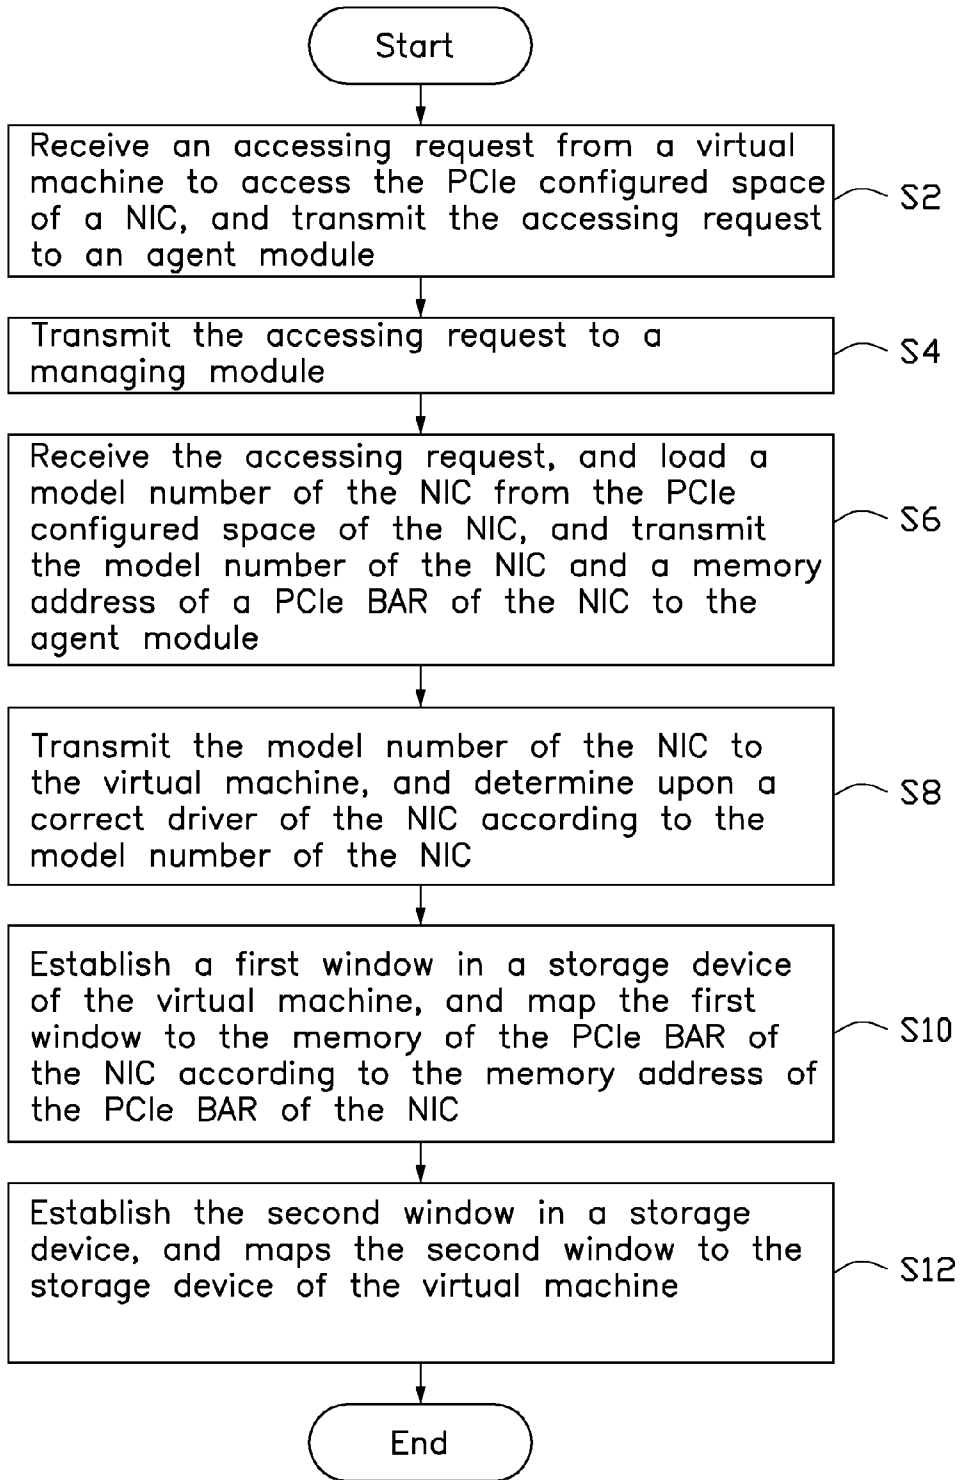 Start
Receive an accessing request from a virtual
machine to access the PCIe configured space
of a NIC, and transmit the accessing request
to an agent module
S2
Transmit the accessing request to a
managing module
S4
Receive the accessing request, and load a
model number of the NIC from the PCIe
configured space of the NIC, and transmit
the model number of the NIC and a memory
address of a PCIe BAR of the NIC to the
agent module
S6
Transmit the model number of the NIC to
the virtual machine, and determine upon a
correct driver of the NIC according to the
model number of the NIC
S8
Establish a first window in a storage device
of the virtual machine, and map the first
window to the memory of the PCIe BAR of
the NIC according to the memory address of
the PCIe BAR of the NIC
S10
Establish the second window in a storage
device, and maps the second window to the
storage device of the virtual machine
S12
End